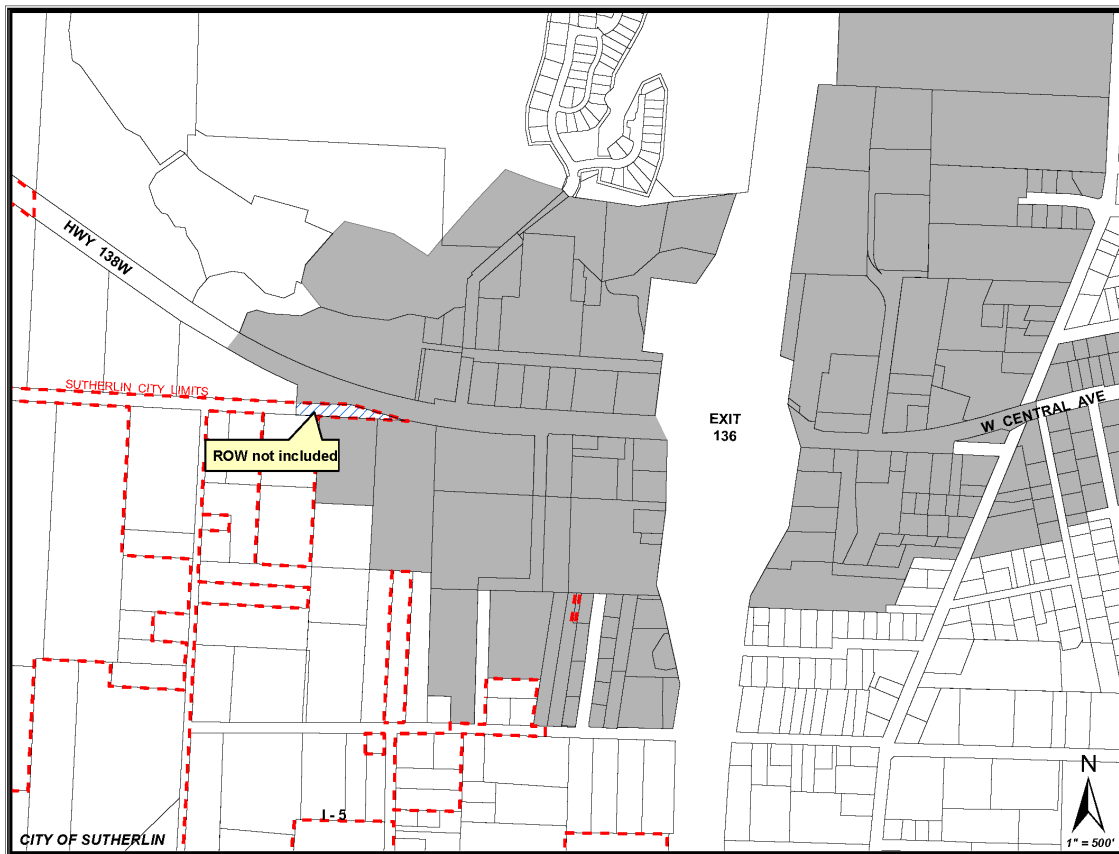 HWY 138W
SUTHERLIN CITY LIMITS
ROW not included
EXIT
136
W CENTRAL AVE
I - 5
N
CITY OF SUTHERLIN
1" = 500'